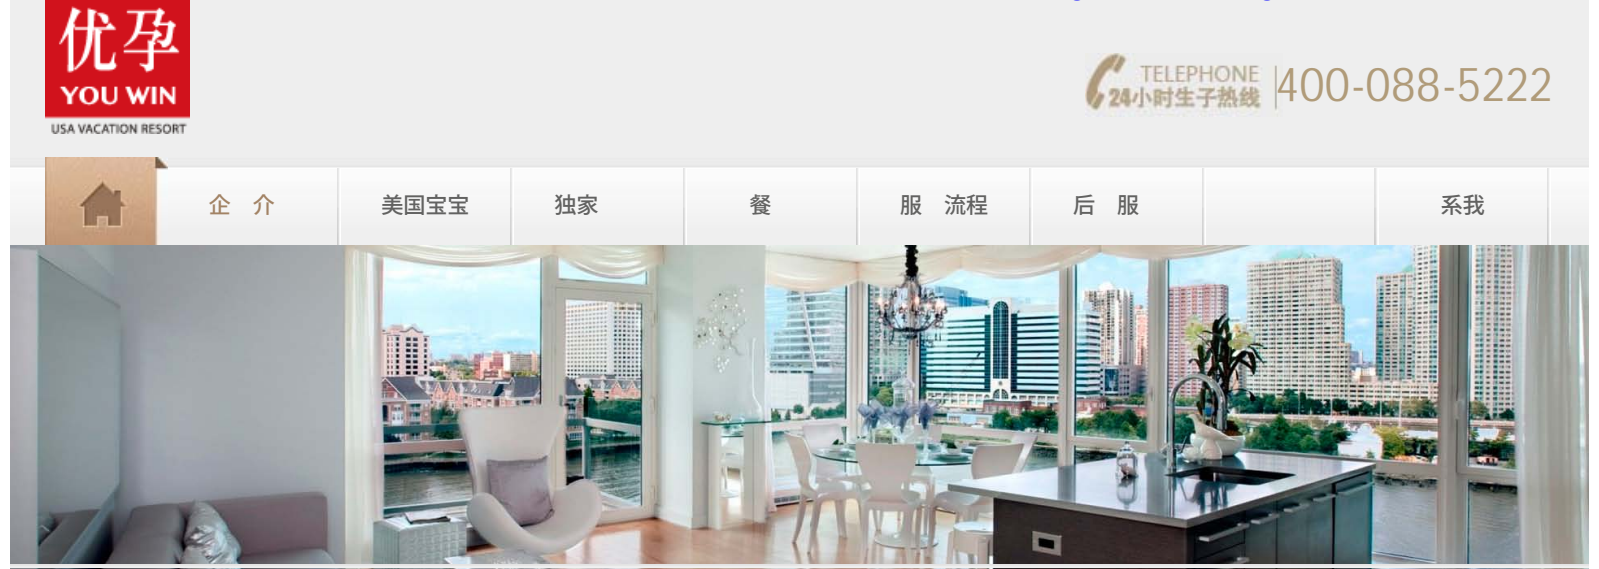 优孕
YOU WIN
USA VACATION RESORT
TELEPHONE
24小时生子热线
400-088-5222
企 介
美国宝宝
独家
餐
服 流程
后 服
系我